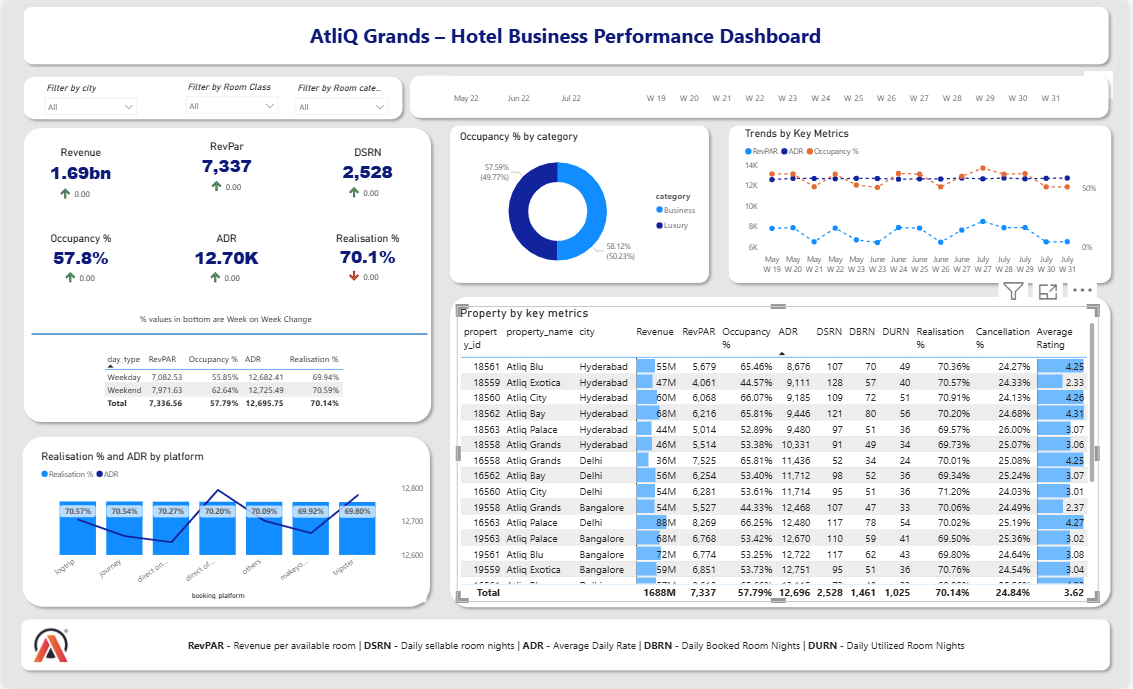 AtliQ Grands – Hotel Business Performance Dashboard
Filter by city
Filter by Room Class
Filter by Room cate...
All
All
All
May 22 Jun 22 Jul 22
W 19 W 20 W 21 W 22 W 23 W 24 W 25 W 26 W 27 W 28 W 29 W 30 W 31
Revenue
1.69bn
0.00
RevPar
7,337
0.00
DSRN
2,528
0.00
Occupancy %
57.8%
0.00
ADR
12.70K
0.00
Realisation %
70.1%
0.00
% values in bottom are Week on Week Change
day_type RevPAR Occupancy % ADR Realisation %
Weekday 7,082.53 55.85% 12,682.41 69.94%
Weekend 7,971.63 62.64% 12,725.49 70.59%
Total 7,336.56 57.79% 12,695.75 70.14%
Occupancy % by category
57.59%
(49.77%)
58.12%
(50.23%)
category
Business
Luxury
Trends by Key Metrics
RevPAR ADR Occupancy %
14K
12K
10K
8K
6K
50%
0%
May May May May May June June June June July July July July July July
W 19 W 20 W 21 W 22 W 23 W 23 W 24 W 25 W 26 W 27 W 27 W 28 W 29 W 30 W 31
Realisation % and ADR by platform
Realisation % ADR
12,800
12,700
12,600
70.57% 70.54% 70.27% 70.20% 70.09% 69.92% 69.80%
logtrip journey direct on... direct of... others makeyo... tripster
booking_platform
Property by key metrics
propert property_name city Revenue RevPAR Occupancy ADR DSRN DBRN DURN Realisation Cancellation Average
y_id % % % Rating
18561 Atliq Blu Hyderabad 55M 5,679 65.46% 8,676 107 70 49 70.36% 24.27% 4.25
18559 Atliq Exotica Hyderabad 47M 4,061 44.57% 9,111 128 57 40 70.57% 24.33% 2.33
18560 Atliq City Hyderabad 60M 6,068 66.07% 9,185 109 72 51 70.91% 24.13% 4.26
18562 Atliq Bay Hyderabad 68M 6,216 65.81% 9,446 121 80 56 70.20% 24.68% 4.31
18563 Atliq Palace Hyderabad 44M 5,014 52.89% 9,480 97 51 36 69.57% 26.00% 3.07
18558 Atliq Grands Hyderabad 46M 5,514 53.38% 10,331 91 49 34 69.73% 25.07% 3.06
16558 Atliq Grands Delhi 36M 7,525 65.81% 11,436 52 34 24 70.01% 25.08% 4.25
16562 Atliq Bay Delhi 56M 6,254 53.40% 11,712 98 52 36 69.34% 25.24% 3.07
16560 Atliq City Delhi 54M 6,281 53.61% 11,714 95 51 36 71.20% 24.03% 3.01
19558 Atliq Grands Bangalore 54M 5,527 44.33% 12,468 107 47 33 70.06% 24.49% 2.37
16563 Atliq Palace Delhi 88M 8,269 66.25% 12,480 117 78 54 70.02% 25.19% 4.27
19563 Atliq Palace Bangalore 68M 6,768 53.42% 12,670 110 59 41 69.50% 25.36% 3.02
19561 Atliq Blu Bangalore 72M 6,774 53.25% 12,722 117 62 43 69.80% 24.64% 3.08
19559 Atliq Exotica Bangalore 59M 6,851 53.73% 12,751 95 51 36 70.76% 24.54% 3.04
Total 1688M 7,337 57.79% 12,696 2,528 1,461 1,025 70.14% 24.84% 3.62
RevPAR - Revenue per available room | DSRN - Daily sellable room nights | ADR - Average Daily Rate | DBRN - Daily Booked Room Nights | DURN - Daily Utilized Room Nights